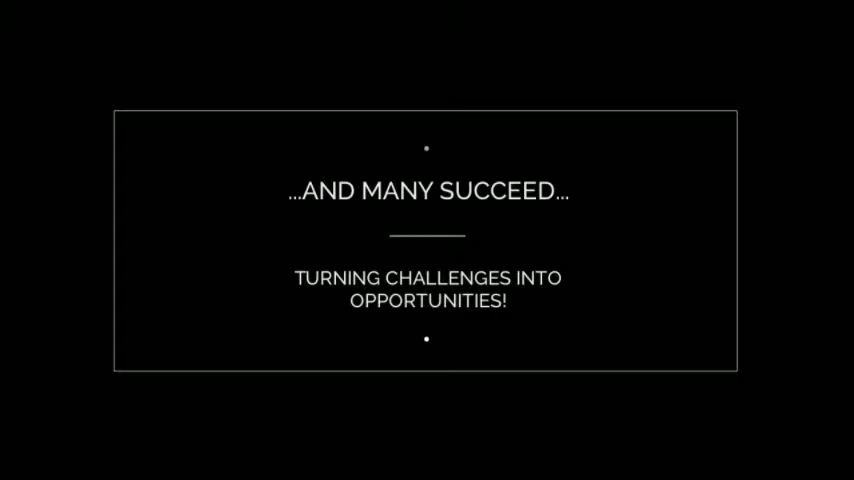 ...AND MANY SUCCEED...
TURNING CHALLENGES INTO
OPPORTUNITIES!